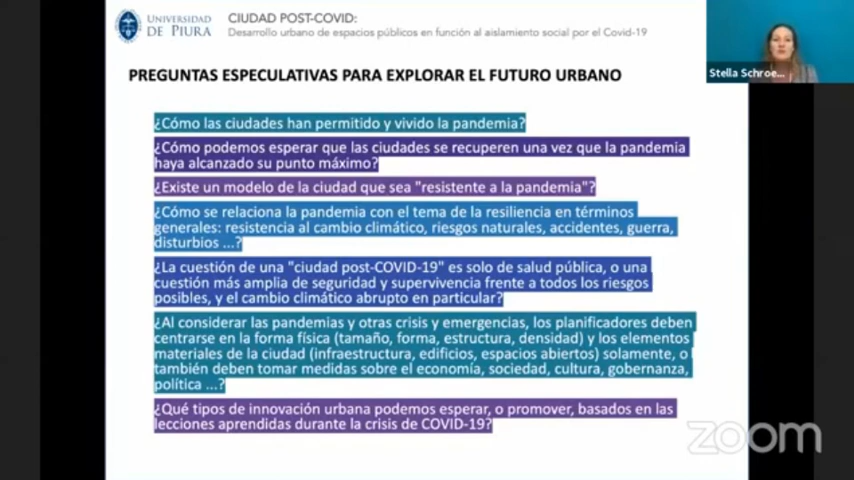 UNIVERSIDAD
DE PIURA
CIUDAD POST-COVID:
Desarrollo urbano de espacios públicos en función al aislamiento social por el Covid-19
Stella Schroe...
PREGUNTAS ESPECULATIVAS PARA EXPLORAR EL FUTURO URBANO
¿Cómo las ciudades han permitido y vivido la pandemia?
¿Cómo podemos esperar que las ciudades se recuperen una vez que la pandemia
haya alcanzado su punto máximo?
¿Existe un modelo de la ciudad que sea "resistente a la pandemia"?
¿Cómo se relaciona la pandemia con el tema de la resiliencia en términos
generales: resistencia al cambio climático, riesgos naturales, accidentes, guerra,
disturbios ...?
¿La cuestión de una "ciudad post-COVID-19" es solo de salud pública, o una
cuestión más amplia de seguridad y supervivencia frente a todos los riesgos
posibles, y el cambio climático abrupto en particular?
¿Al considerar las pandemias y otras crisis y emergencias, los planificadores deben
centrarse en la forma física (tamaño, forma, estructura, densidad) y los elementos
materiales de la ciudad (infraestructura, edificios, espacios abiertos) solamente, o
también deben tomar medidas sobre el economía, sociedad, cultura, gobernanza,
política ...?
¿Qué tipos de innovación urbana podemos esperar, o promover, basados en las
lecciones aprendidas durante la crisis de COVID-19?
zoom